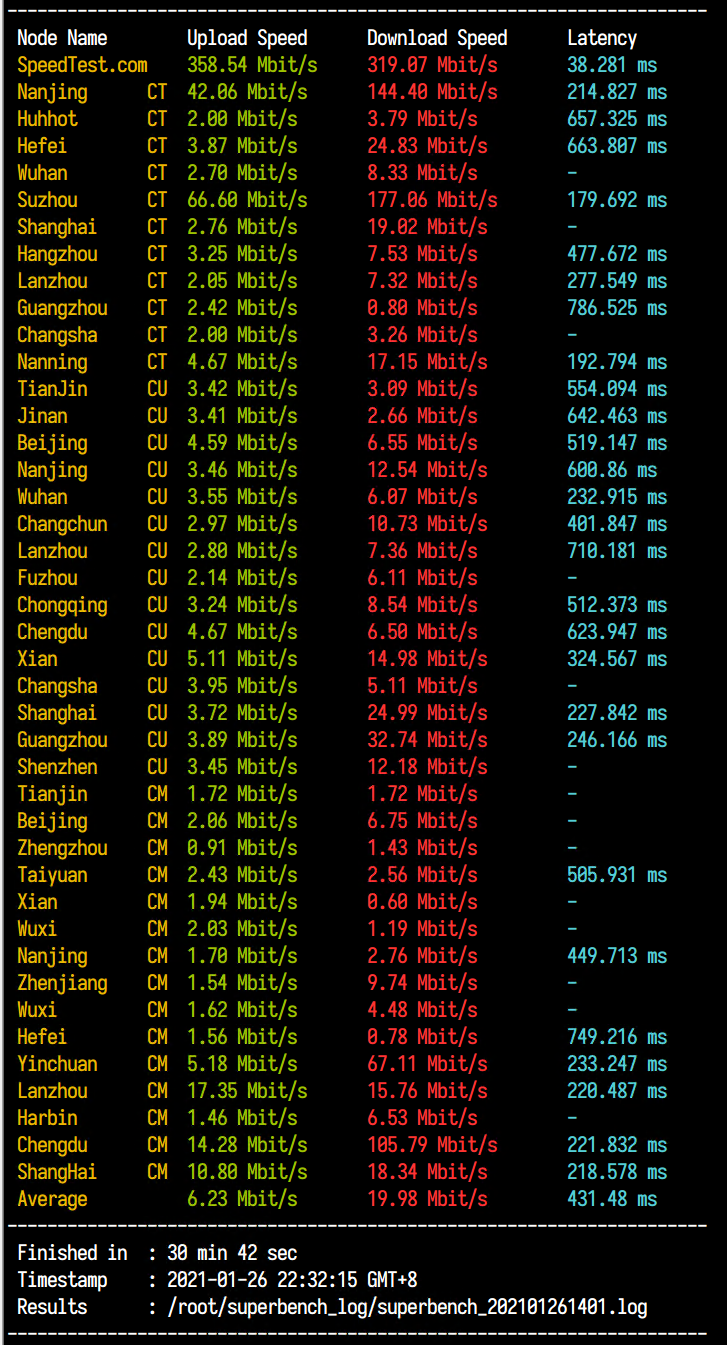 Node Name Upload Speed Download Speed Latency
SpeedTest.com 358.54 Mbit/s 319.07 Mbit/s 38.281 ms
Nanjing CT 42.06 Mbit/s 144.40 Mbit/s 214.827 ms
Huhhot CT 2.00 Mbit/s 3.79 Mbit/s 657.325 ms
Hefei CT 3.87 Mbit/s 24.83 Mbit/s 663.807 ms
Wuhan CT 2.70 Mbit/s 8.33 Mbit/s -
Suzhou CT 66.60 Mbit/s 177.06 Mbit/s 179.692 ms
Shanghai CT 2.76 Mbit/s 19.02 Mbit/s -
Hangzhou CT 3.25 Mbit/s 7.53 Mbit/s 477.672 ms
Lanzhou CT 2.05 Mbit/s 7.32 Mbit/s 277.549 ms
Guangzhou CT 2.42 Mbit/s 0.80 Mbit/s 786.525 ms
Changsha CT 2.00 Mbit/s 3.26 Mbit/s -
Nanning CT 4.67 Mbit/s 17.15 Mbit/s 192.794 ms
TianJin CU 3.42 Mbit/s 3.09 Mbit/s 554.094 ms
Jinan CU 3.41 Mbit/s 2.66 Mbit/s 642.463 ms
Beijing CU 4.59 Mbit/s 6.55 Mbit/s 519.147 ms
Nanjing CU 3.46 Mbit/s 12.54 Mbit/s 600.86 ms
Wuhan CU 3.55 Mbit/s 6.07 Mbit/s 232.915 ms
Changchun CU 2.97 Mbit/s 10.73 Mbit/s 401.847 ms
Lanzhou CU 2.80 Mbit/s 7.36 Mbit/s 710.181 ms
Fuzhou CU 2.14 Mbit/s 6.11 Mbit/s -
Chongqing CU 3.24 Mbit/s 8.54 Mbit/s 512.373 ms
Chengdu CU 4.67 Mbit/s 6.50 Mbit/s 623.947 ms
Xian CU 5.11 Mbit/s 14.98 Mbit/s 324.567 ms
Changsha CU 3.95 Mbit/s 5.11 Mbit/s -
Shanghai CU 3.72 Mbit/s 24.99 Mbit/s 227.842 ms
Guangzhou CU 3.89 Mbit/s 32.74 Mbit/s 246.166 ms
Shenzhen CU 3.45 Mbit/s 12.18 Mbit/s -
Tianjin CM 1.72 Mbit/s 1.72 Mbit/s -
Beijing CM 2.06 Mbit/s 6.75 Mbit/s -
Zhengzhou CM 0.91 Mbit/s 1.43 Mbit/s -
Taiyuan CM 2.43 Mbit/s 2.56 Mbit/s 505.931 ms
Xian CM 1.94 Mbit/s 0.60 Mbit/s -
Wuxi CM 2.03 Mbit/s 1.19 Mbit/s -
Nanjing CM 1.70 Mbit/s 2.76 Mbit/s 449.713 ms
Zhenjiang CM 1.54 Mbit/s 9.74 Mbit/s -
Wuxi CM 1.62 Mbit/s 4.48 Mbit/s -
Hefei CM 1.56 Mbit/s 0.78 Mbit/s 749.216 ms
Yinchuan CM 5.18 Mbit/s 67.11 Mbit/s 233.247 ms
Lanzhou CM 17.35 Mbit/s 15.76 Mbit/s 220.487 ms
Harbin CM 1.46 Mbit/s 6.53 Mbit/s -
Chengdu CM 14.28 Mbit/s 105.79 Mbit/s 221.832 ms
ShangHai CM 10.80 Mbit/s 18.34 Mbit/s 218.578 ms
Average 6.23 Mbit/s 19.98 Mbit/s 431.48 ms
Finished in : 30 min 42 sec
Timestamp : 2021-01-26 22:32:15 GMT+8
Results : /root/superbench_log/superbench_202101261401.log